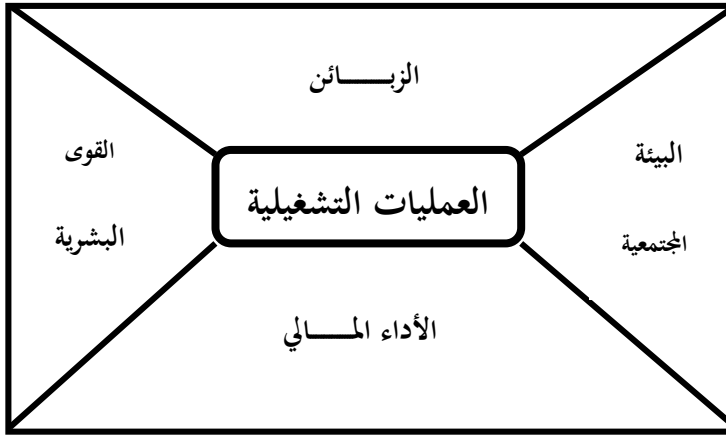 الزبـــــائن
البيئة
المجتمعية
القوى
البشرية
العمليات التشغيلية
الأداء المـــــالي